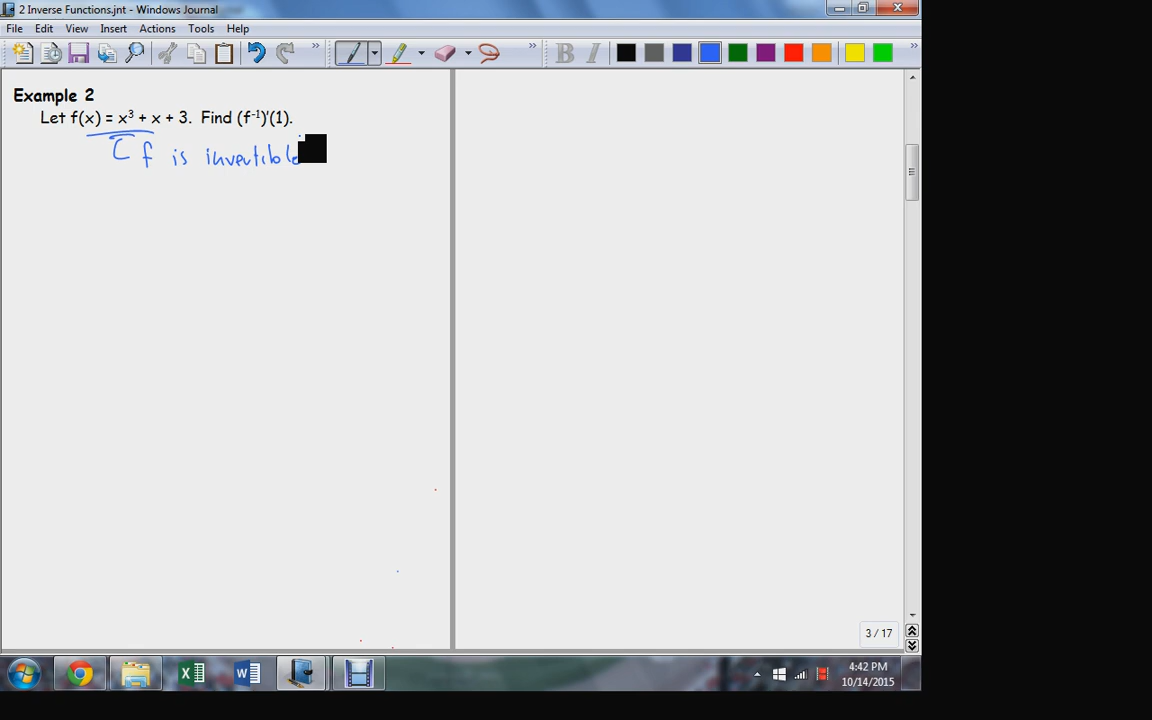 2 Inverse Functions.jnt - Windows Journal
File Edit View Insert Actions Tools Help
B I
Example 2
Let f(x) = x³ + x + 3. Find (f⁻¹)'(1).
f is invertible
3 / 17
4:42 PM
10/14/2015